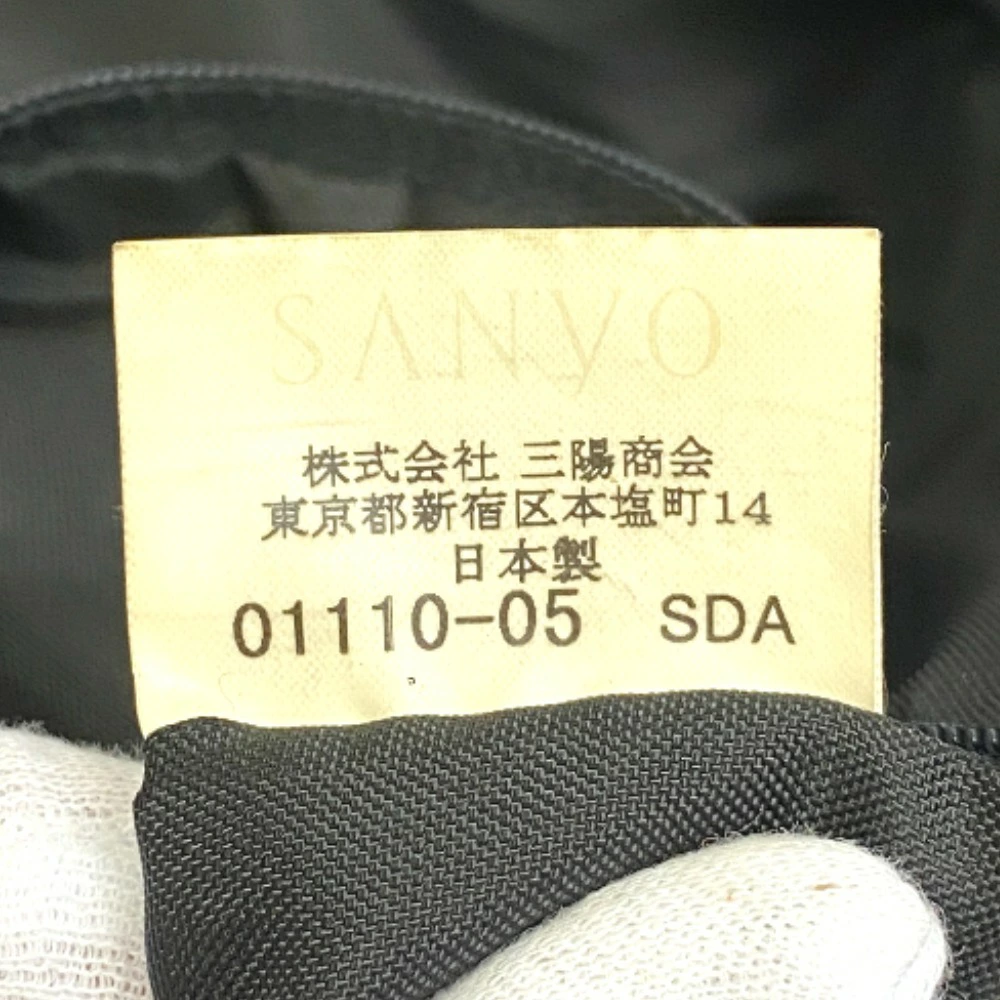 SANYO
株式会社 三陽商会
東京都新宿区本塩町14
日本製
01110-05 SDA